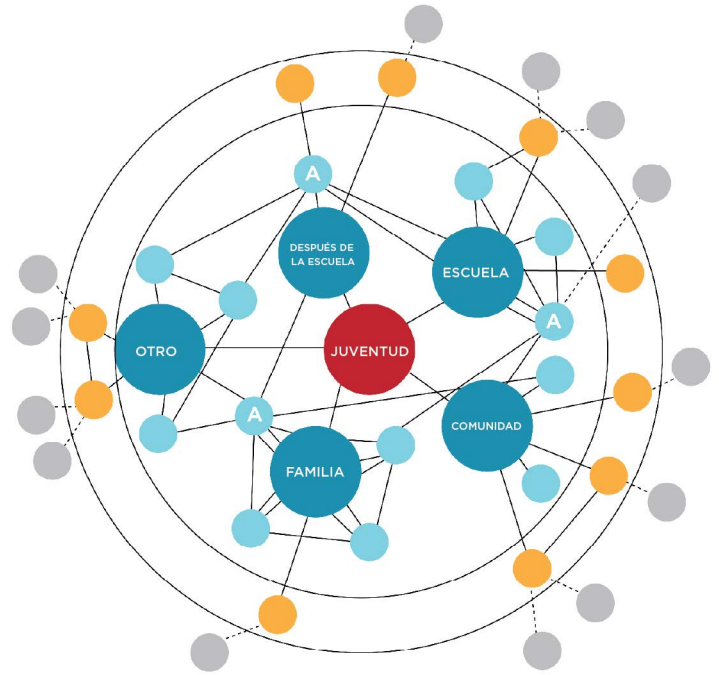 A
DESPUÉS DE
LA ESCUELA
ESCUELA
A
OTRO
JUVENTUD
A
COMUNIDAD
FAMILIA